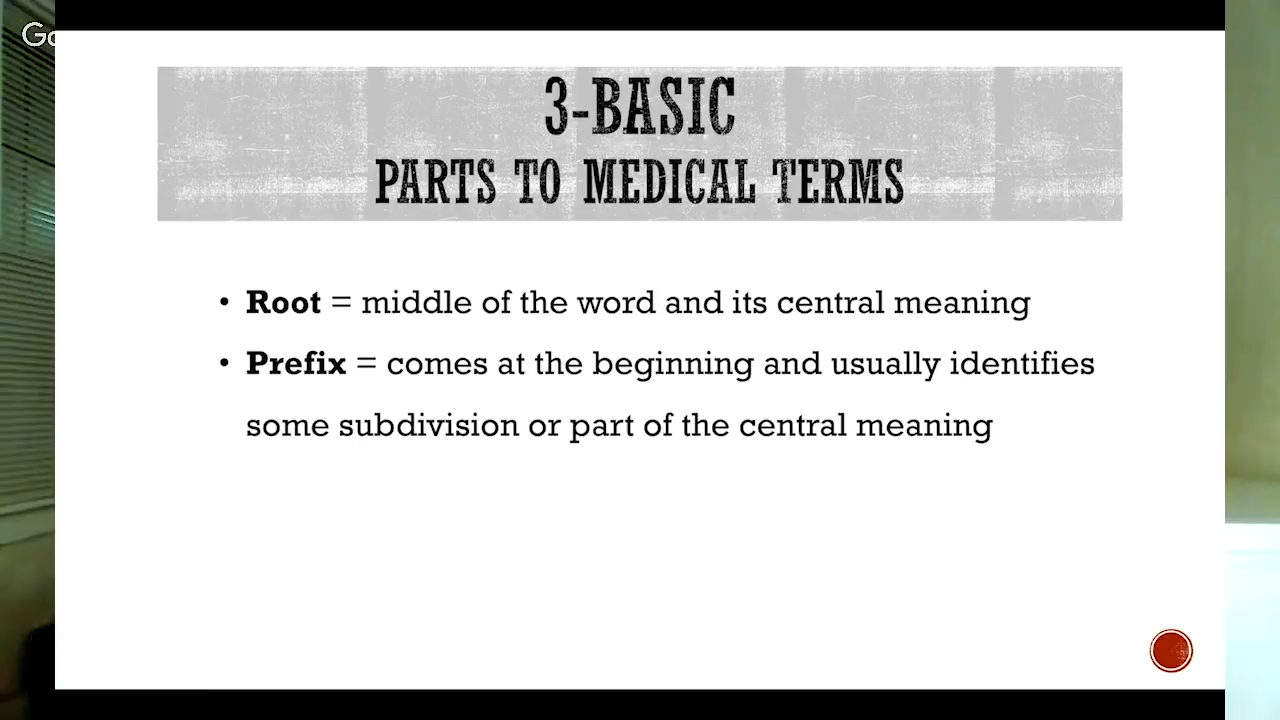 3-BASIC
PARTS TO MEDICAL TERMS
• Root = middle of the word and its central meaning
• Prefix = comes at the beginning and usually identifies
some subdivision or part of the central meaning